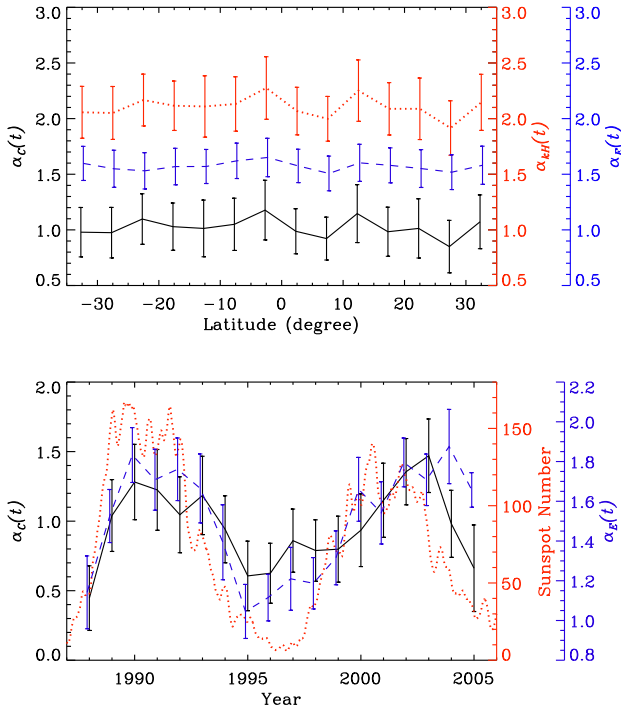 3.0 3.0 3.0
2.5 2.5 2.5
2.0 2.0 2.0
1.5 1.5 1.5
1.0 1.0 1.0
0.5 0.5 0.5
α_C(t)
α_kH(t)
α_E(t)
−30 −20 −10 0 10 20 30
Latitude (degree)
2.0
1.5
1.0
0.5
0.0
α_C(t)
150
100
50
0
Sunspot Number
2.2
2.0
1.8
1.6
1.4
1.2
1.0
0.8
α_E(t)
1990 1995 2000 2005
Year